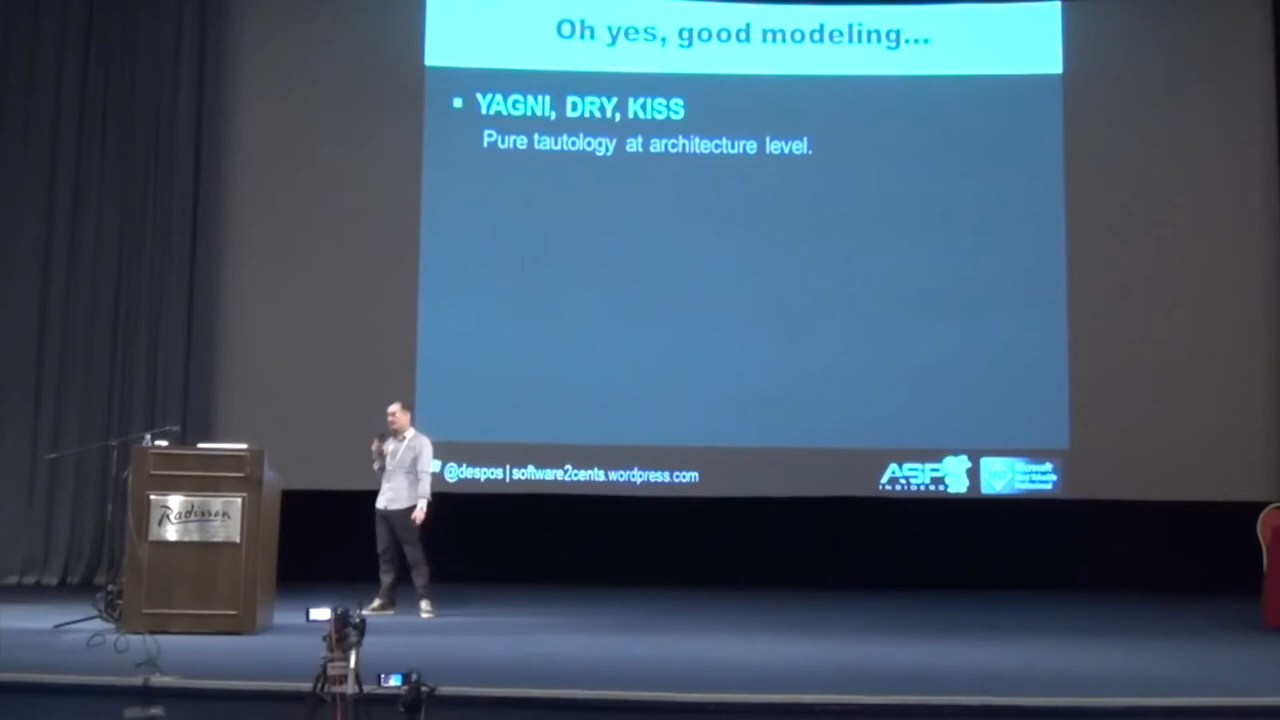 Oh yes, good modeling...
▪ YAGNI, DRY, KISS
Pure tautology at architecture level.
@despos | software2cents.wordpress.com
ASP
INSIDERS
Microsoft
Radisson